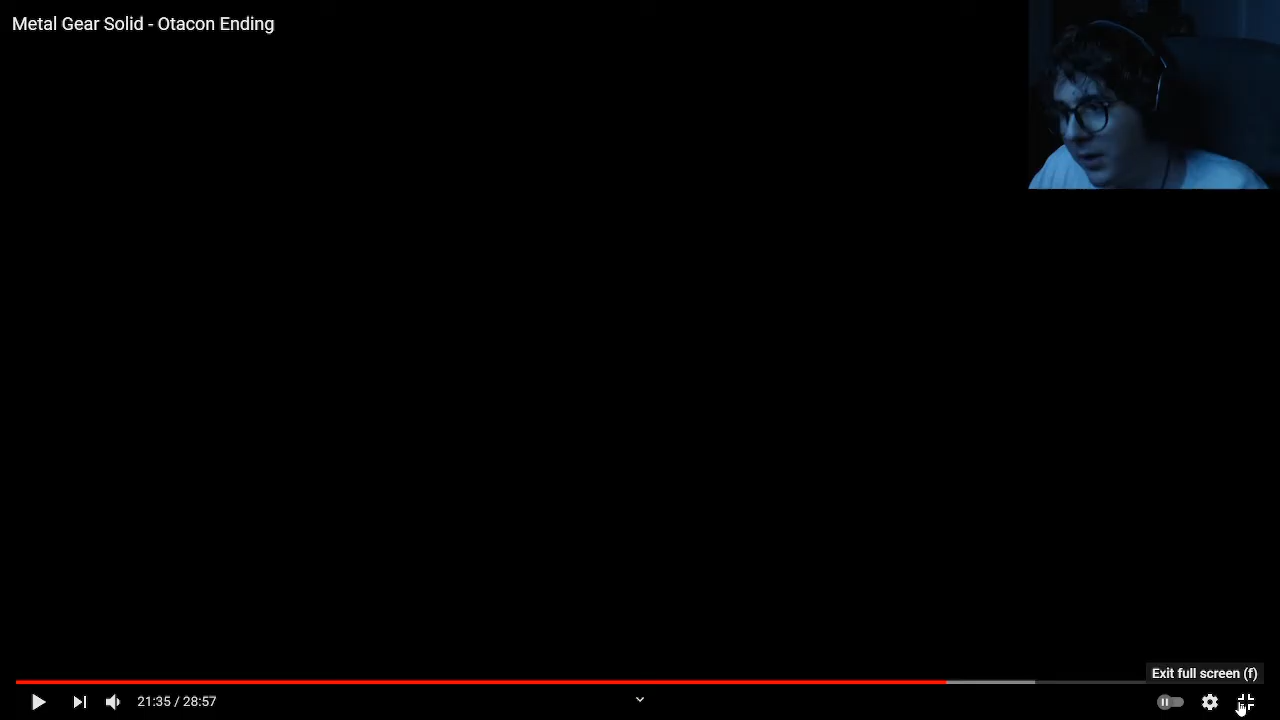 Metal Gear Solid - Otacon Ending
Exit full screen (f)
21:35 / 28:57